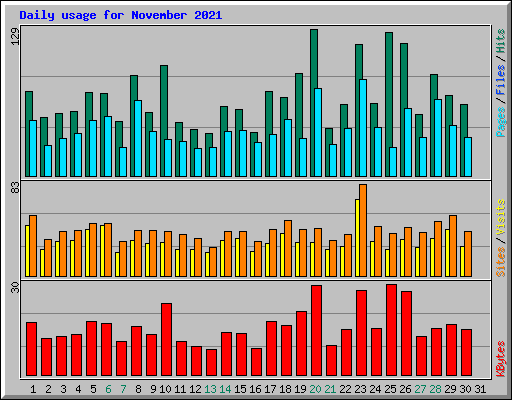 Daily usage for November 2021
129
Pages / Files / Hits
83
Sites / Visits
30
KBytes
1 2 3 4 5 6 7 8 9 10 11 12 13 14 15 16 17 18 19 20 21 22 23 24 25 26 27 28 29 30 31